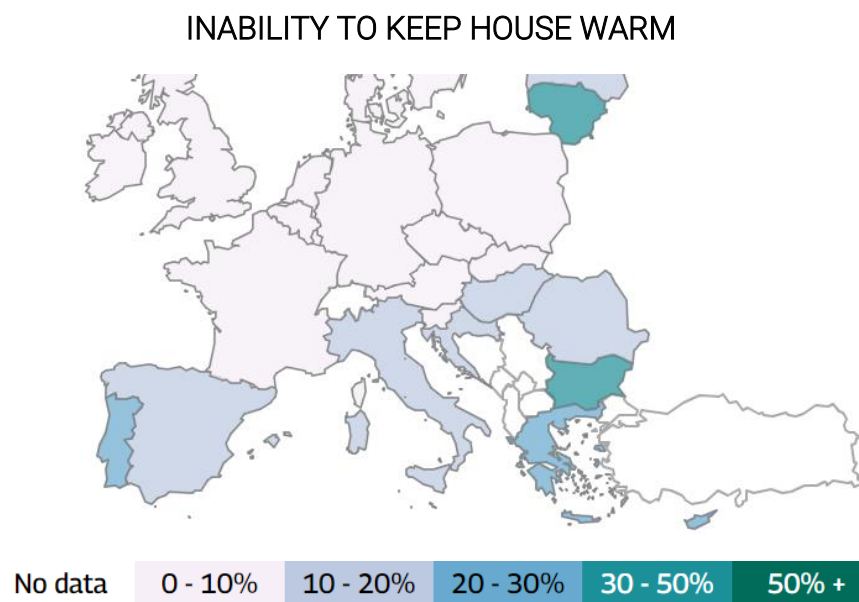 INABILITY TO KEEP HOUSE WARM
No data 0 - 10% 10 - 20% 20 - 30% 30 - 50% 50% +